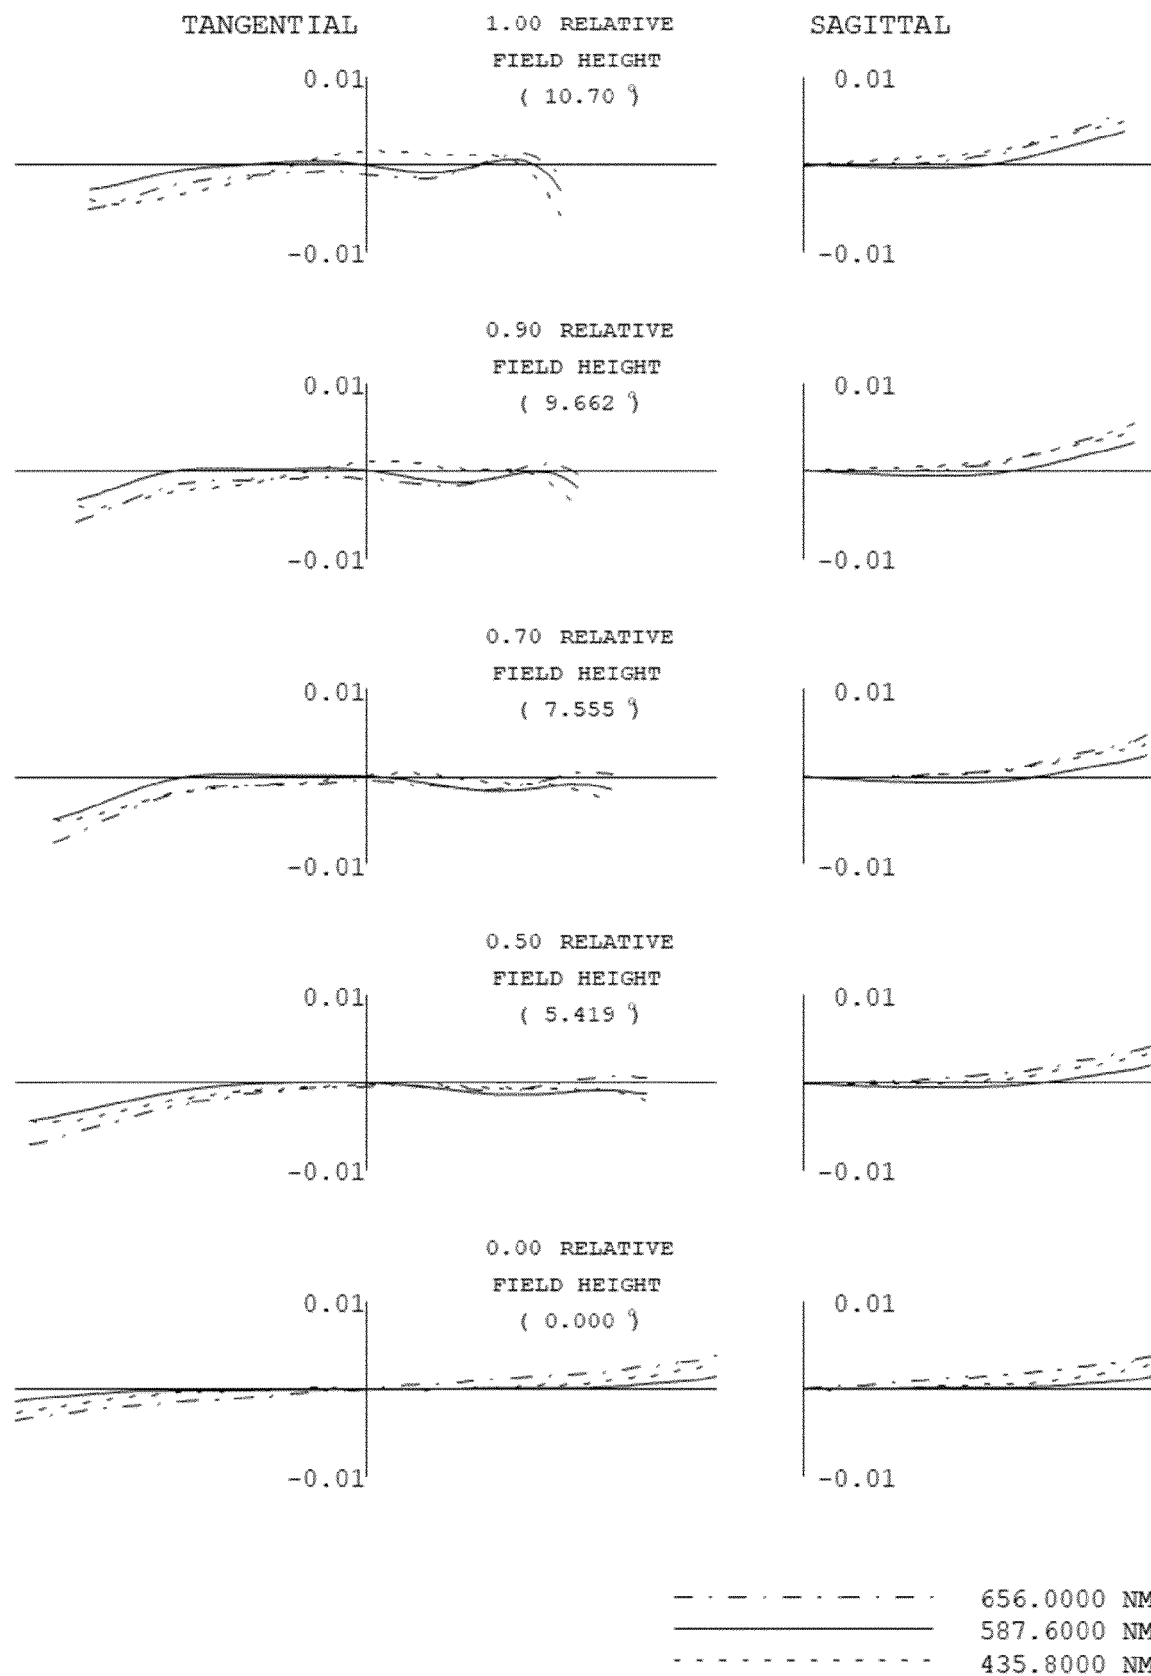 TANGENTIAL
1.00 RELATIVE
FIELD HEIGHT
( 10.70 º)
SAGITTAL
0.01
-0.01
0.01
-0.01
0.90 RELATIVE
FIELD HEIGHT
( 9.662 º)
0.01
-0.01
0.01
-0.01
0.70 RELATIVE
FIELD HEIGHT
( 7.555 º)
0.01
-0.01
0.01
-0.01
0.50 RELATIVE
FIELD HEIGHT
( 5.419 º)
0.01
-0.01
0.01
-0.01
0.00 RELATIVE
FIELD HEIGHT
( 0.000 º)
0.01
-0.01
0.01
-0.01
656.0000 NM
587.6000 NM
435.8000 NM